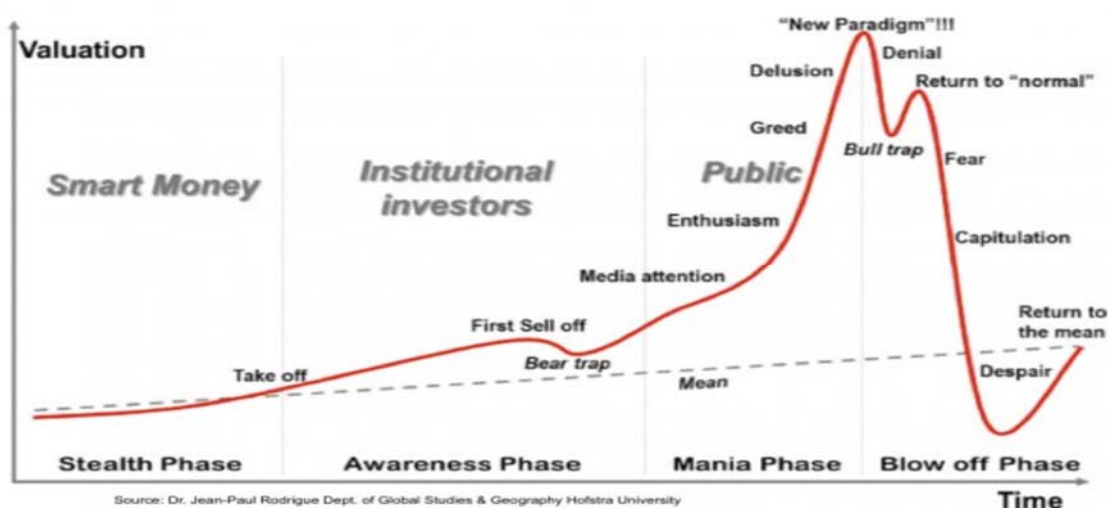 “New Paradigm”!!!
Valuation
Denial
Delusion
Return to “normal”
Greed
Bull trap
Fear
Smart Money
Institutional
investors
Public
Enthusiasm
Capitulation
Media attention
First Sell off
Return to
the mean
Bear trap
Take off
Mean
Despair
Stealth Phase
Awareness Phase
Mania Phase
Blow off Phase
Source: Dr. Jean-Paul Rodrigue Dept. of Global Studies & Geography Hofstra University
Time